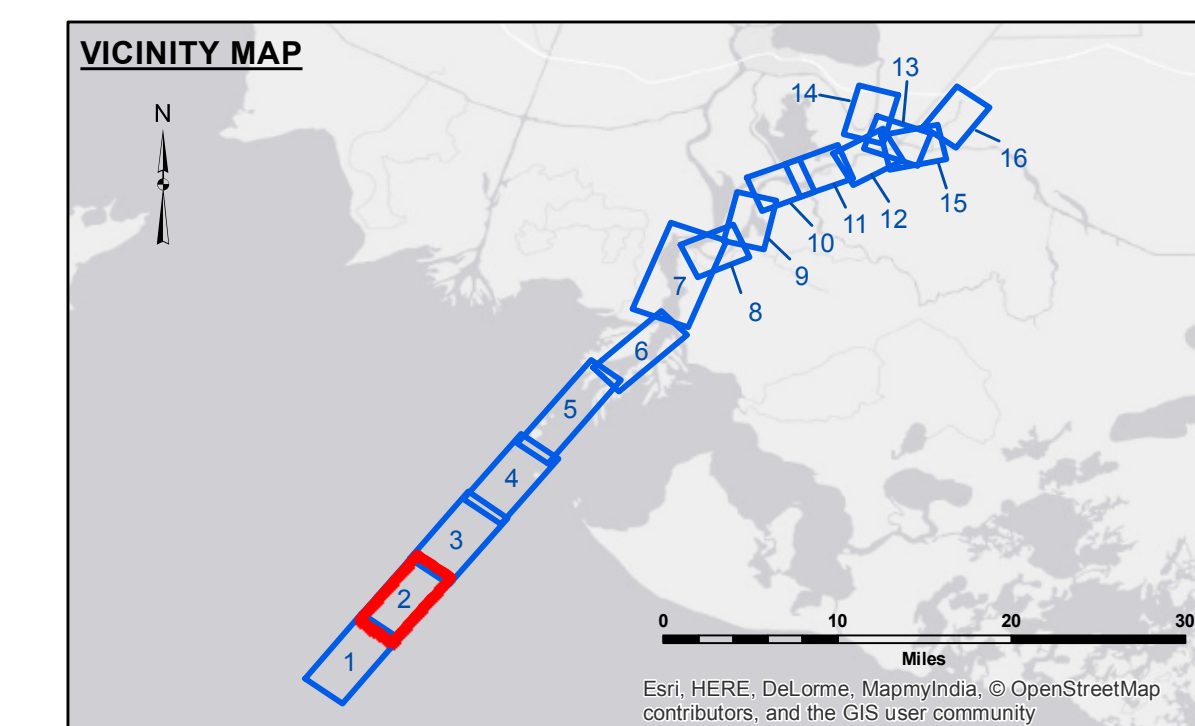 VICINITY MAP
N
13
14
16
15
12
11
10
9
8
7
6
5
4
3
2
1
0 10 20 30
Miles
Esri, HERE, DeLorme, MapmyIndia, © OpenStreetMap
contributors, and the GIS user community